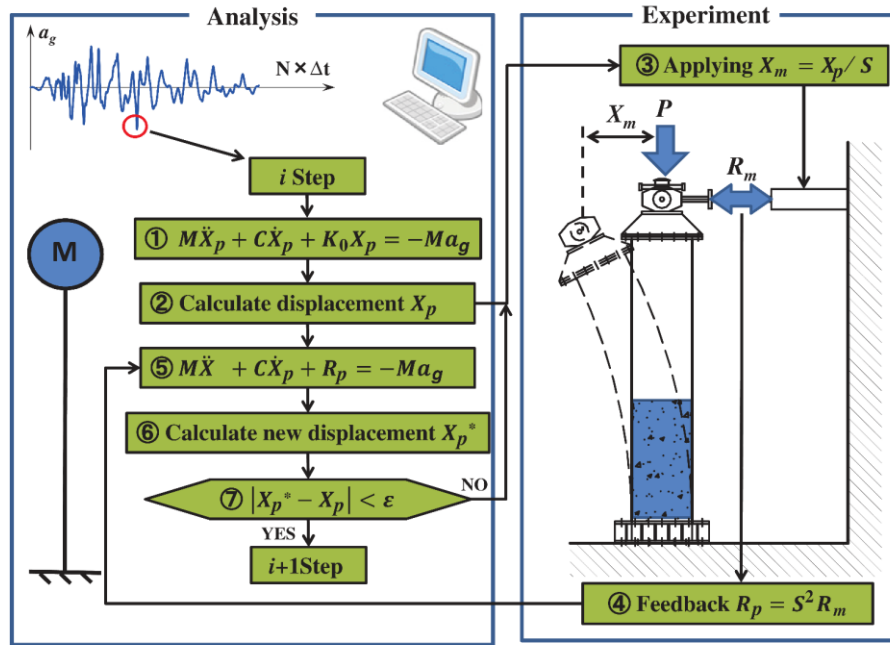 Analysis
a_g
N × Δt
i Step
① MẌ_p + CẊ_p + K_0X_p = −Ma_g
② Calculate displacement X_p
⑤ MẌ + CẊ_p + R_p = −Ma_g
⑥ Calculate new displacement X_p*
⑦ |X_p* − X_p| < ε
NO
YES
i+1Step
M
Experiment
③ Applying X_m = X_p/ S
P
X_m
R_m
④ Feedback R_p = S²R_m